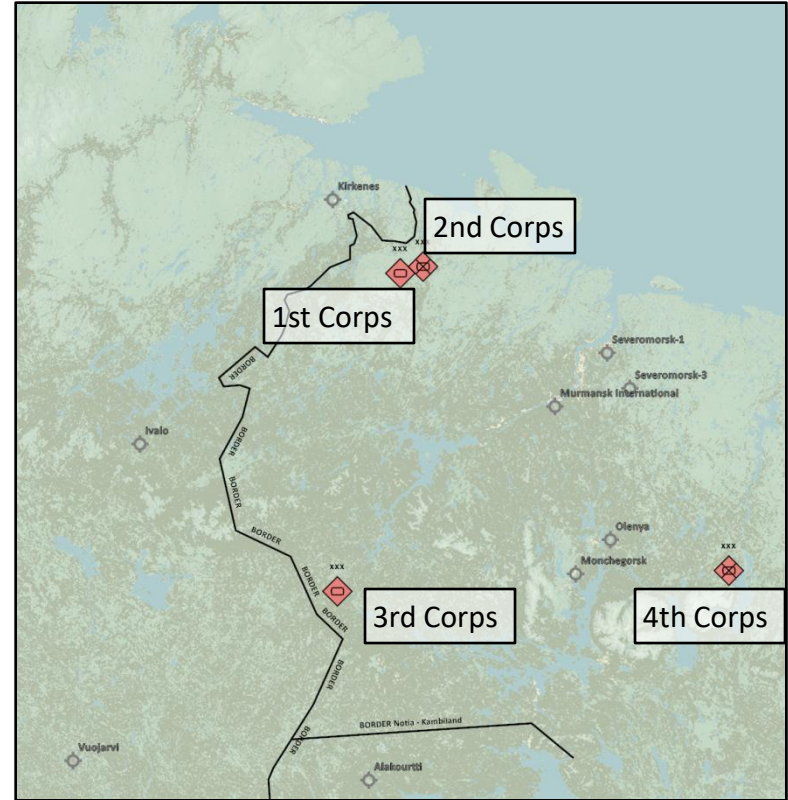 Kirkenes
2nd Corps
xxx
xxx
1st Corps
Severomorsk-1
BORDER
Severomorsk-3
Murmansk International
Ivalo
BORDER
BORDER
Olenya
BORDER
xxx
Monchegorsk
xxx
BORDER
3rd Corps
4th Corps
BORDER
BORDER
BORDER Notia - Kambiland
BORDER
Vuojarvi
Alakourtti